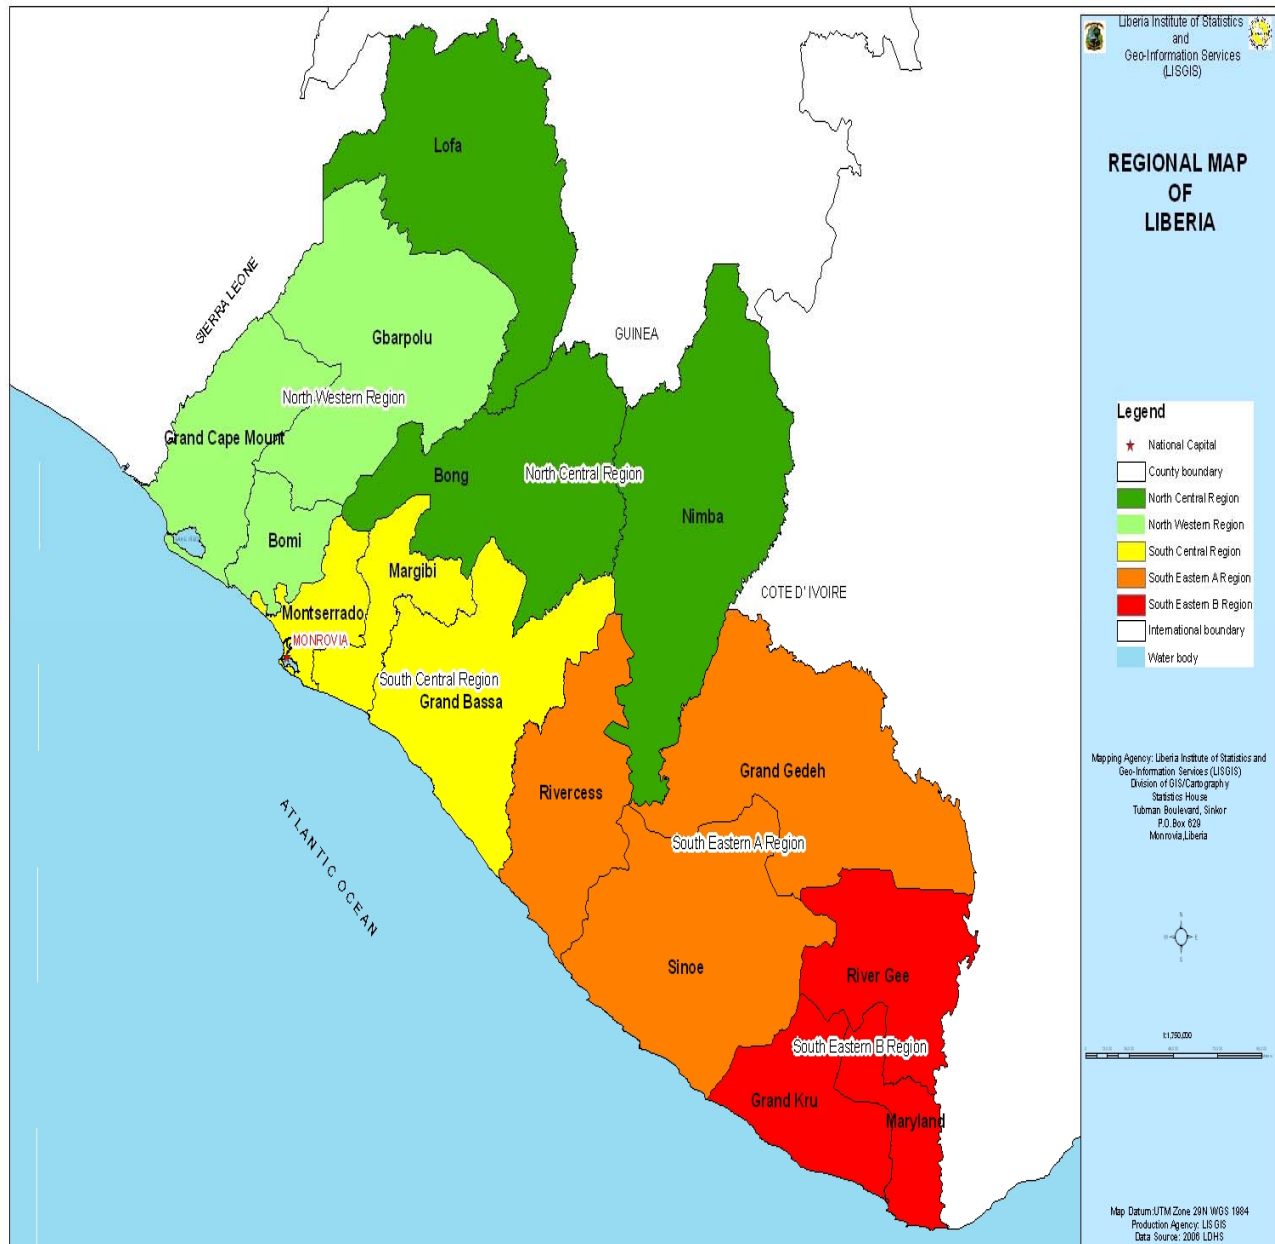 Liberia Institute of Statistics
and
Geo-Information Services
(LISGIS)
REGIONAL MAP
OF
LIBERIA
Lofa
SIERRA LEONE
GUINEA
Gbarpolu
North Western Region
Grand Cape Mount
Bong
North Central Region
Nimba
Bomi
Margibi
COTE D' IVOIRE
Montserrado
MONROVIA
South Central Region
Grand Bassa
Grand Gedeh
Rivercess
ATLANTIC OCEAN
South Eastern A Region
Sinoe
River Gee
South Eastern B Region
Grand Kru
Maryland
Legend
National Capital
County boundary
North Central Region
North Western Region
South Central Region
South Eastern A Region
South Eastern B Region
International boundary
Water body
Mapping Agency: Liberia Institute of Statistics and
Geo-Information Services (LISGIS)
Division of GIS/Cartography
Statistics House
Tubman Boulevard, Sinkor
P.O.Box 629
Monrovia,Liberia
N
W E
S
1:1,750,000
Map Datum:UTM Zone 29N WGS 1984
Production Agency: LISGIS
Data Source: 2006 LDHS